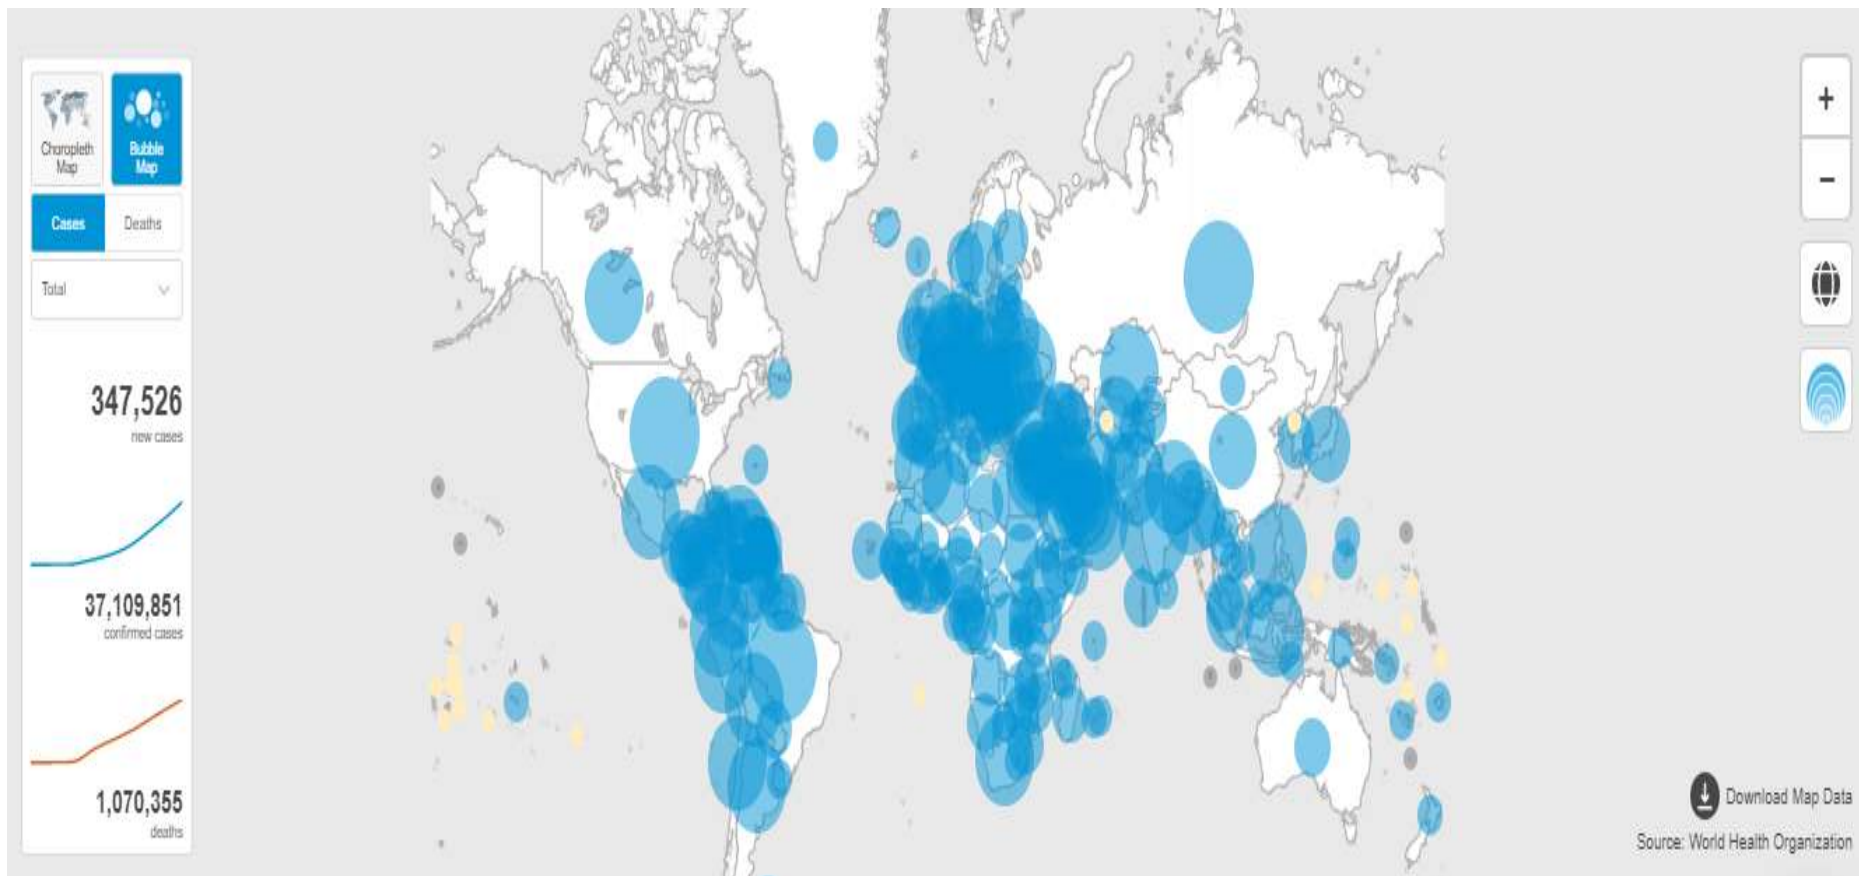 Choropleth
Map
Bubble
Map
Cases
Deaths
Total
347,526
new cases
37,109,851
confirmed cases
1,070,355
deaths
+
−
Download Map Data
Source: World Health Organization